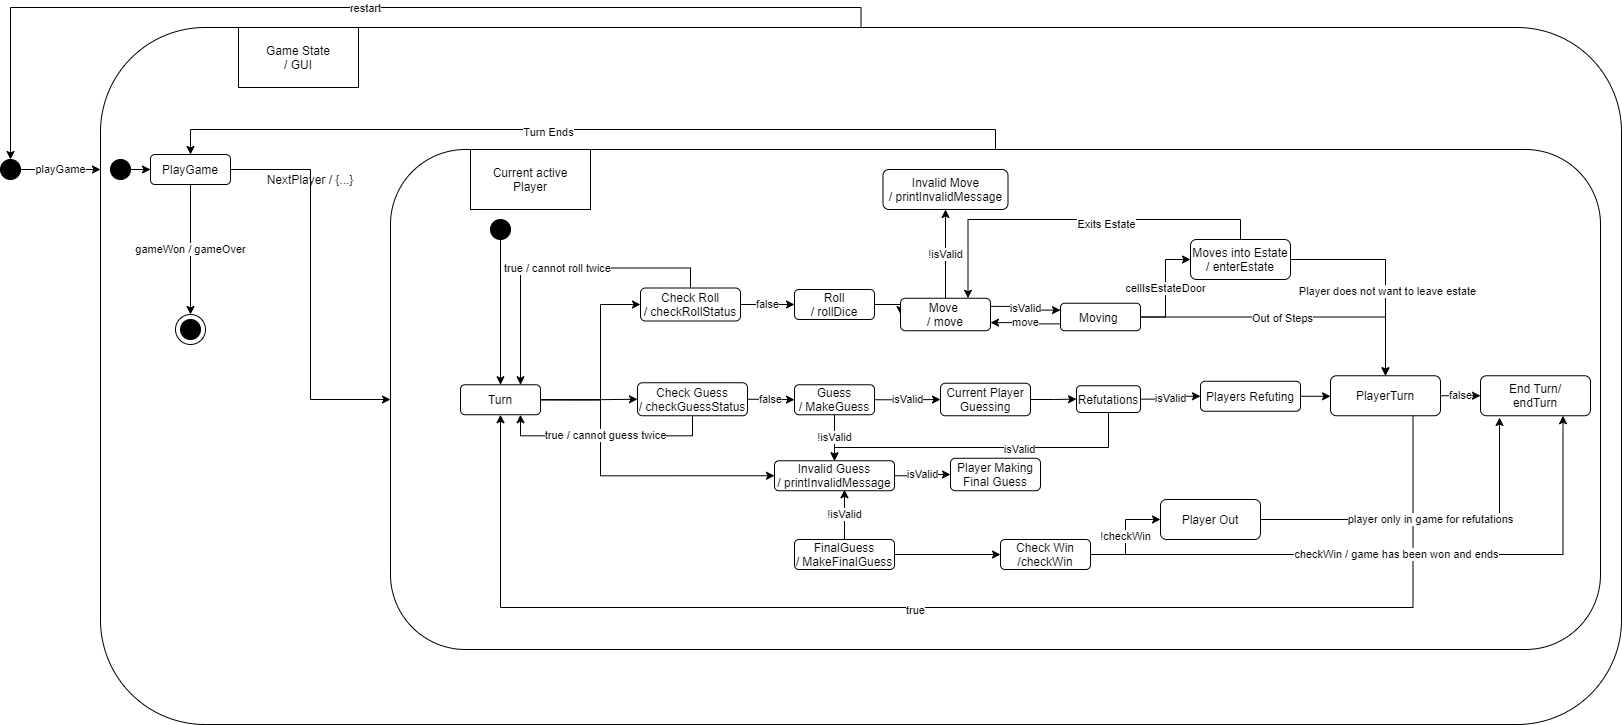 restart
Game State
/ GUI
Turn Ends
playGame
PlayGame
NextPlayer / {...}
gameWon / gameOver
Current active
Player
Invalid Move
/ printInvalidMessage
Exits Estate
!isValid
Moves into Estate
/ enterEstate
true / cannot roll twice
cellIsEstateDoor
Player does not want to leave estate
Check Roll
/ checkRollStatus
false
Roll
/ rollDice
Move
/ move
isValid
move
Moving
Out of Steps
Turn
Check Guess
/ checkGuessStatus
false
Guess
/ MakeGuess
isValid
Current Player
Guessing
Refutations
isValid
Players Refuting
PlayerTurn
false
End Turn/
endTurn
true / cannot guess twice
!isValid
isValid
Invalid Guess
/ printInvalidMessage
isValid
Player Making
Final Guess
!isValid
Player Out
player only in game for refutations
!checkWin
FinalGuess
/ MakeFinalGuess
Check Win
/checkWin
checkWin / game has been won and ends
true